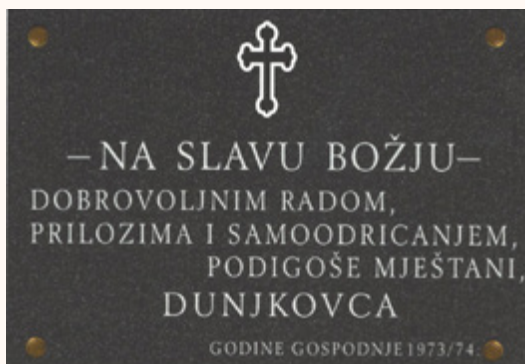 –NA SLAVU BOŽJU–
DOBROVOLJNIM RADOM,
PRILOZIMA I SAMOODRICANJEM,
PODIGOŠE MJEŠTANI,
DUNJKOVCA
GODINE GOSPODNJE 1973/74.